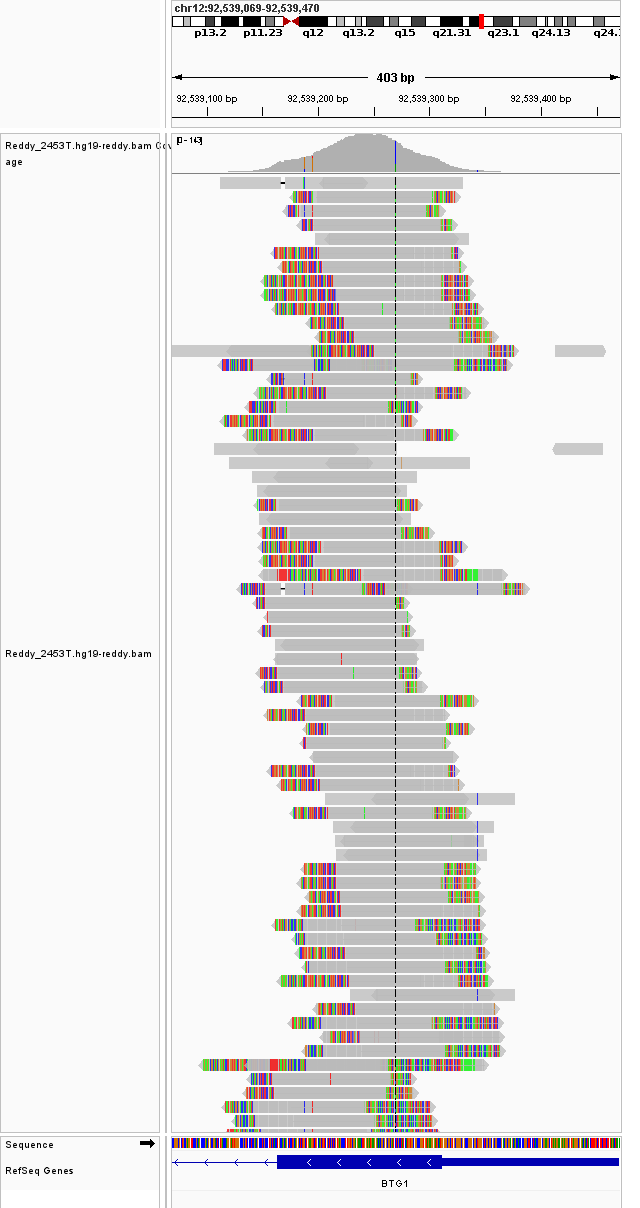 chr12:92,539,069-92,539,470
p13.2 p11.23 q12 q13.2 q15 q21.31 q23.1 q24.13 q24.
403 bp
92,539,100 bp 92,539,200 bp 92,539,300 bp 92,539,400 bp
Reddy_2453T.hg19-reddy.bam Cov
age
[0 - 143]
Reddy_2453T.hg19-reddy.bam
Sequence
RefSeq Genes
BTG1